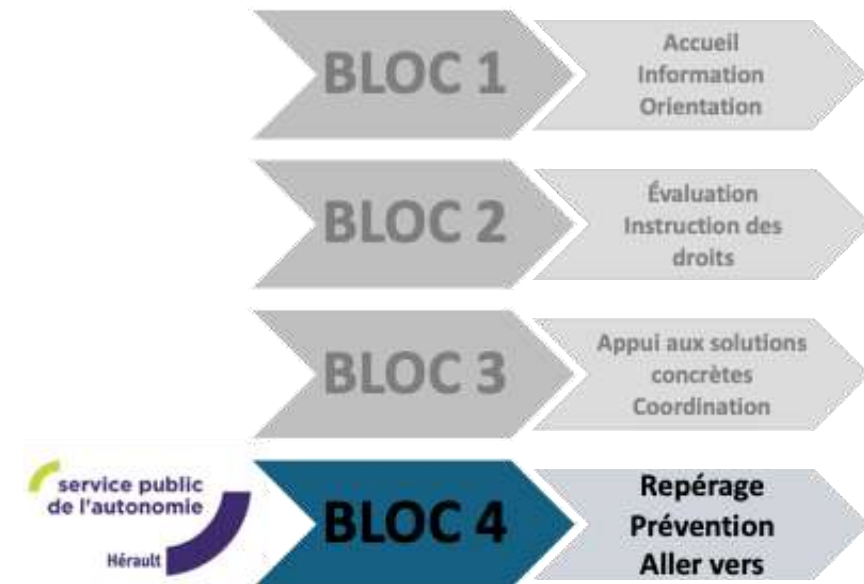 BLOC 1
Accueil
Information
Orientation
BLOC 2
Évaluation
Instruction des
droits
BLOC 3
Appui aux solutions
concrètes
Coordination
service public
de l'autonomie
Hérault
BLOC 4
Repérage
Prévention
Aller vers